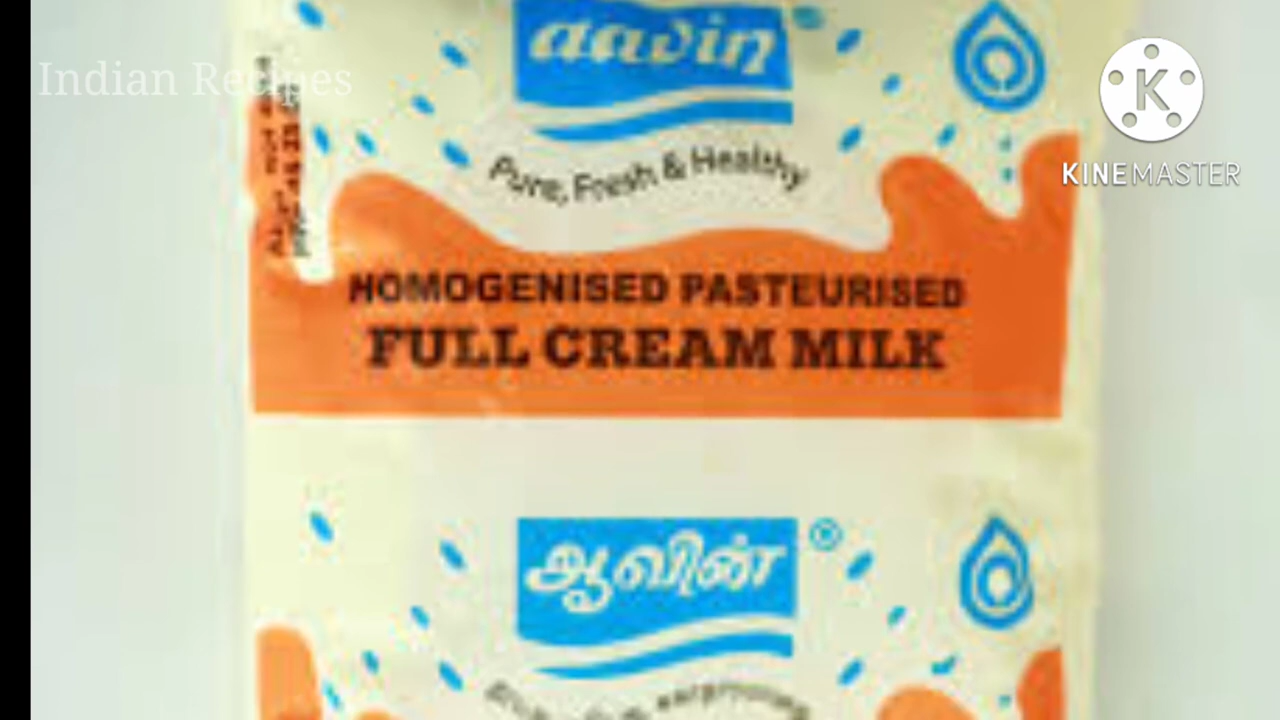 Indian Recipes
aavin
K
KINEMASTER
Pure, Fresh & Healthy
HOMOGENISED PASTEURISED
FULL CREAM MILK
ஆவின்
®